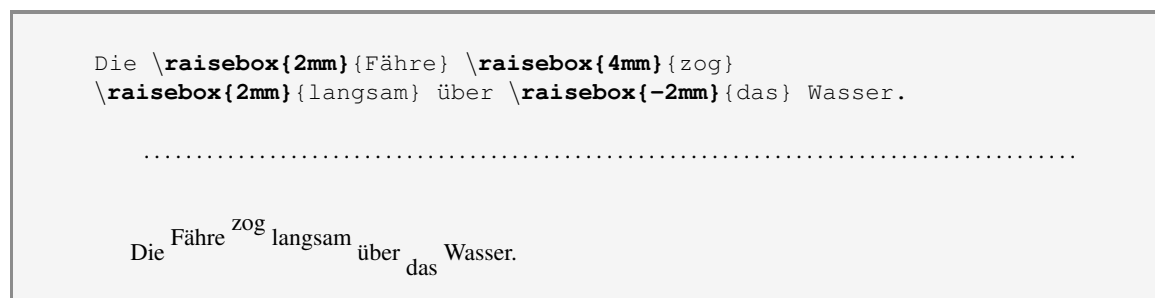 Die \raisebox{2mm}{Fähre} \raisebox{4mm}{zog}
\raisebox{2mm}{langsam} über \raisebox{-2mm}{das} Wasser.
Die Fähre zog langsam über das Wasser.